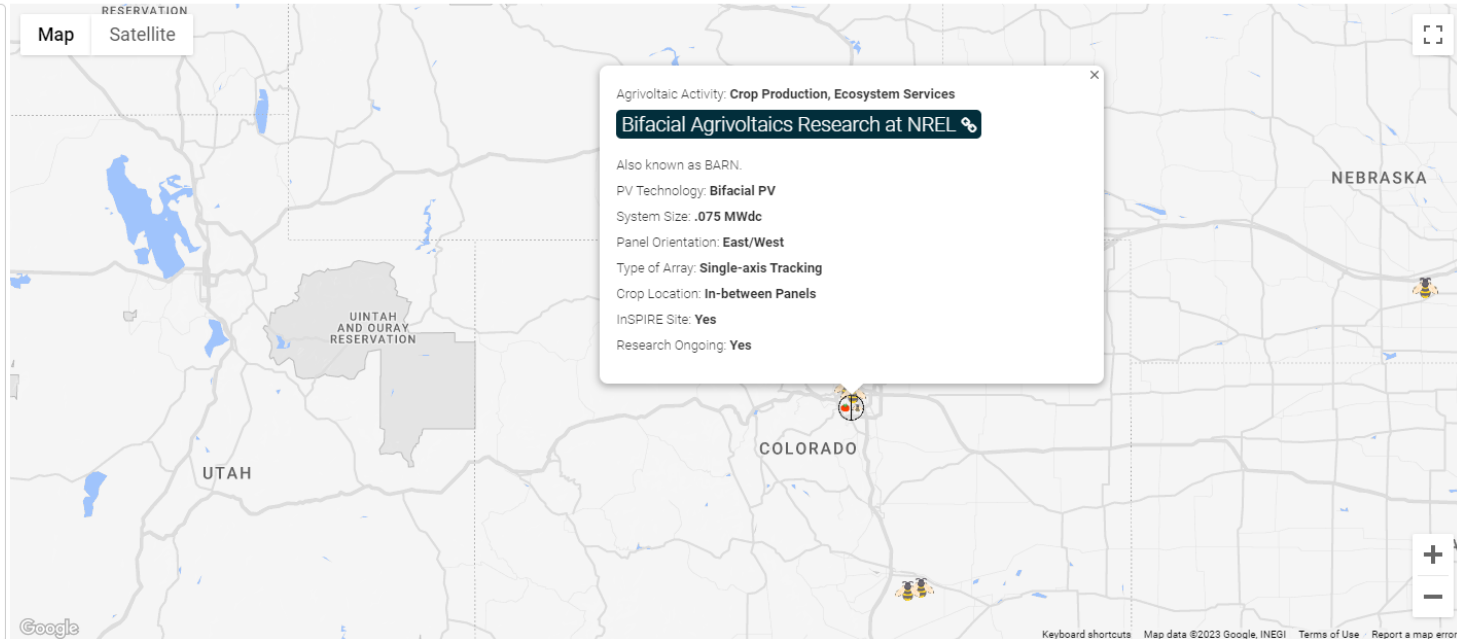 RESERVATION
Map Satellite
×
Agrivoltaic Activity: Crop Production, Ecosystem Services
Bifacial Agrivoltaics Research at NREL
Also known as BARN.
PV Technology: Bifacial PV
System Size: .075 MWdc
Panel Orientation: East/West
Type of Array: Single-axis Tracking
Crop Location: In-between Panels
InSPIRE Site: Yes
Research Ongoing: Yes
NEBRASKA
UINTAH
AND OURAY
RESERVATION
COLORADO
UTAH
+
−
Google
Keyboard shortcuts Map data ©2023 Google, INEGI Terms of Use Report a map error